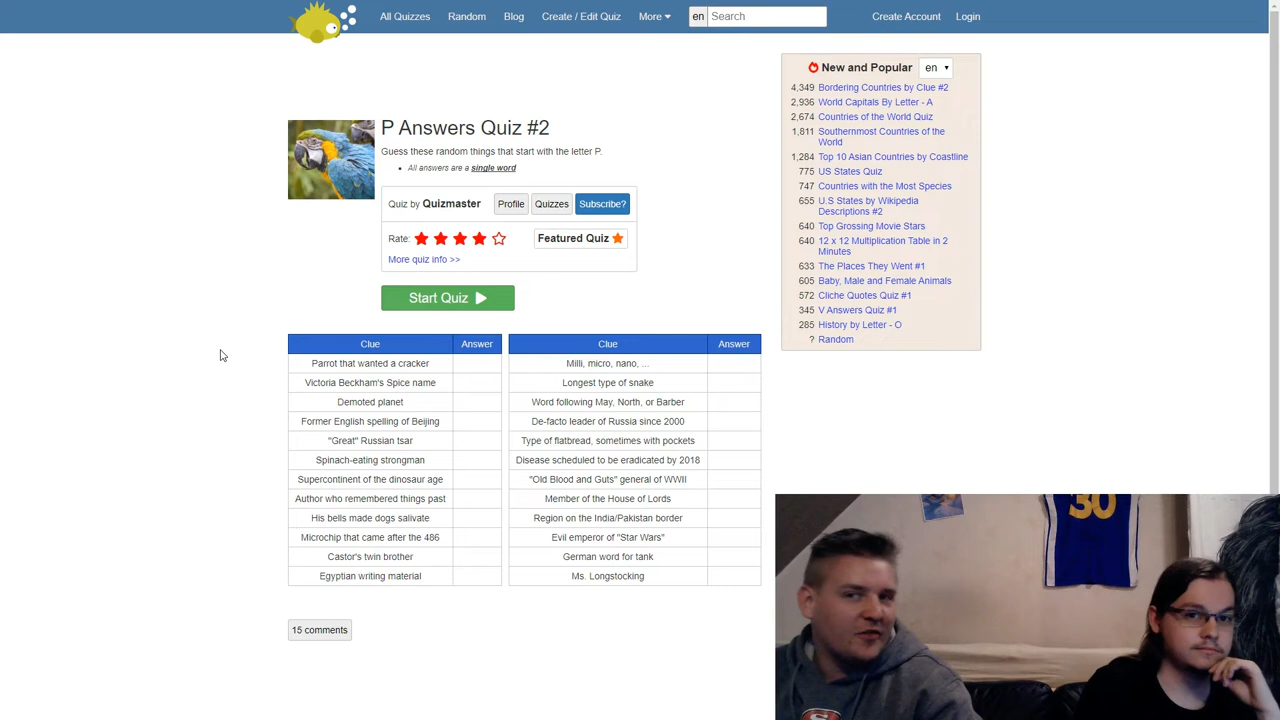 All Quizzes Random Blog Create / Edit Quiz More en Search Create Account Login
New and Popular en
4,349 Bordering Countries by Clue #2
2,936 World Capitals By Letter - A
2,674 Countries of the World Quiz
1,811 Southernmost Countries of the
World
1,284 Top 10 Asian Countries by Coastline
775 US States Quiz
747 Countries with the Most Species
655 U.S States by Wikipedia
Descriptions #2
640 Top Grossing Movie Stars
640 12 x 12 Multiplication Table in 2
Minutes
633 The Places They Went #1
605 Baby, Male and Female Animals
572 Cliche Quotes Quiz #1
345 V Answers Quiz #1
285 History by Letter - O
? Random
P Answers Quiz #2
Guess these random things that start with the letter P.
• All answers are a single word
Quiz by Quizmaster Profile Quizzes Subscribe?
Rate: Featured Quiz
More quiz info >>
Start Quiz
Clue Answer Clue Answer
Parrot that wanted a cracker Milli, micro, nano, ...
Victoria Beckham's Spice name Longest type of snake
Demoted planet Word following May, North, or Barber
Former English spelling of Beijing De-facto leader of Russia since 2000
"Great" Russian tsar Type of flatbread, sometimes with pockets
Spinach-eating strongman Disease scheduled to be eradicated by 2018
Supercontinent of the dinosaur age "Old Blood and Guts" general of WWII
Author who remembered things past Member of the House of Lords
His bells made dogs salivate Region on the India/Pakistan border
Microchip that came after the 486 Evil emperor of "Star Wars"
Castor's twin brother German word for tank
Egyptian writing material Ms. Longstocking
15 comments
30